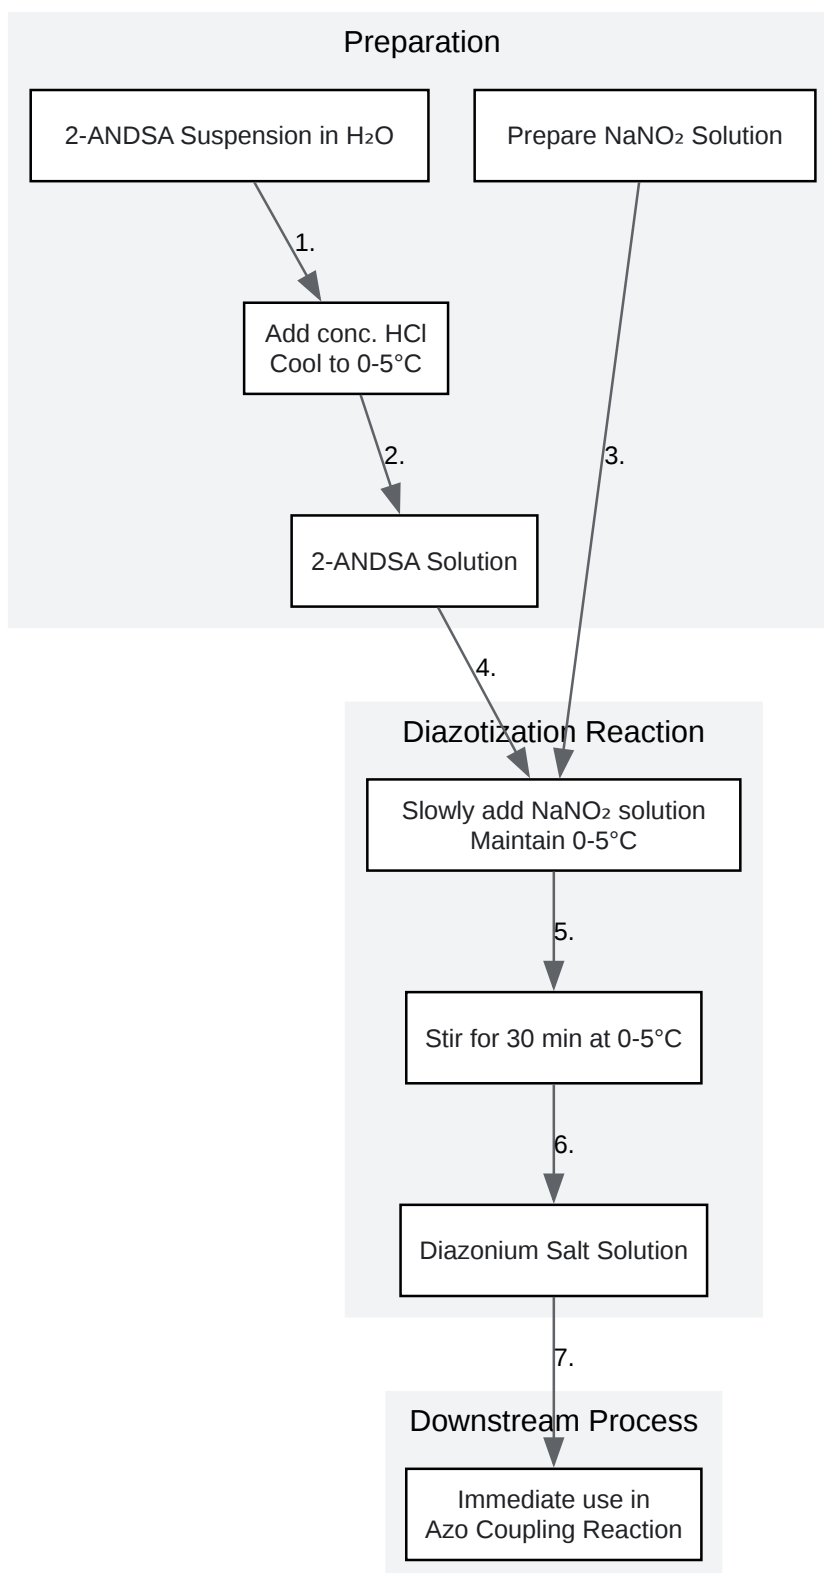 Preparation
2-ANDSA Suspension in H₂O
Prepare NaNO₂ Solution
1.
Add conc. HCl
Cool to 0-5°C
2.
3.
2-ANDSA Solution
4.
Diazotization Reaction
Slowly add NaNO₂ solution
Maintain 0-5°C
5.
Stir for 30 min at 0-5°C
6.
Diazonium Salt Solution
7.
Downstream Process
Immediate use in
Azo Coupling Reaction